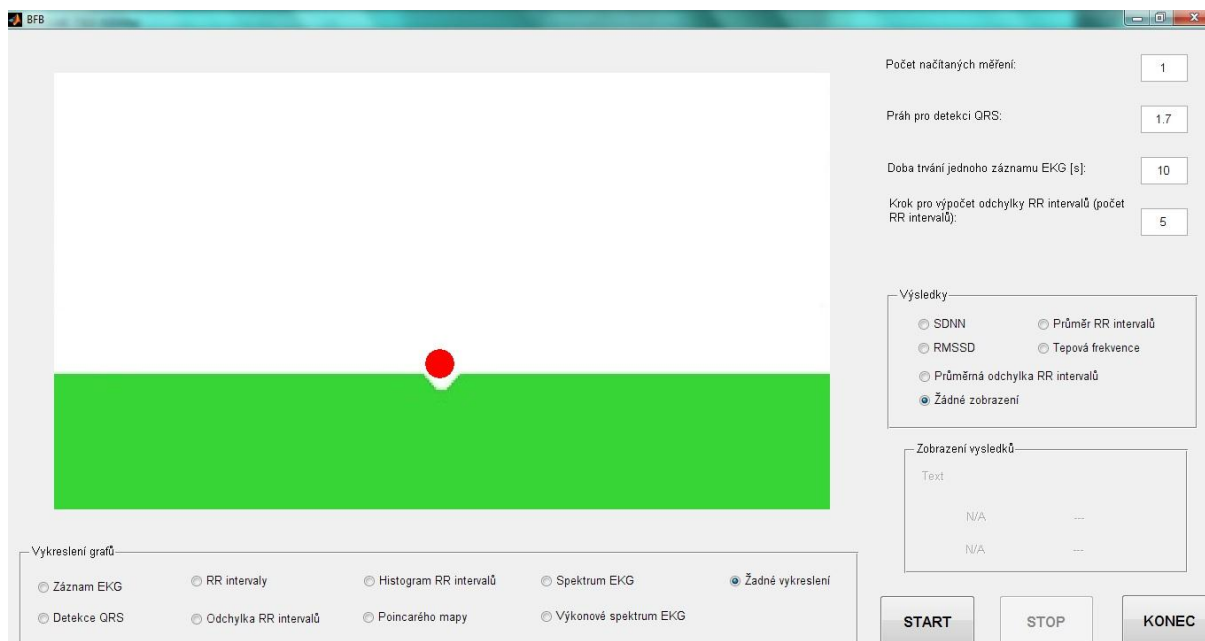 BFB
Počet načítaných měření:
1
Práh pro detekci QRS:
1.7
Doba trvání jednoho záznamu EKG [s]:
10
Krok pro výpočet odchylky RR intervalů (počet
RR intervalů):
5
Výsledky
SDNN
Průměr RR intervalů
RMSSD
Tepová frekvence
Průměrná odchylka RR intervalů
Žádné zobrazení
Zobrazení vysledků
Text
N/A
---
N/A
---
Vykreslení grafů
Záznam EKG
RR intervaly
Histogram RR intervalů
Spektrum EKG
Žádné vykreslení
Detekce QRS
Odchylka RR intervalů
Poincarého mapy
Výkonové spektrum EKG
START
STOP
KONEC